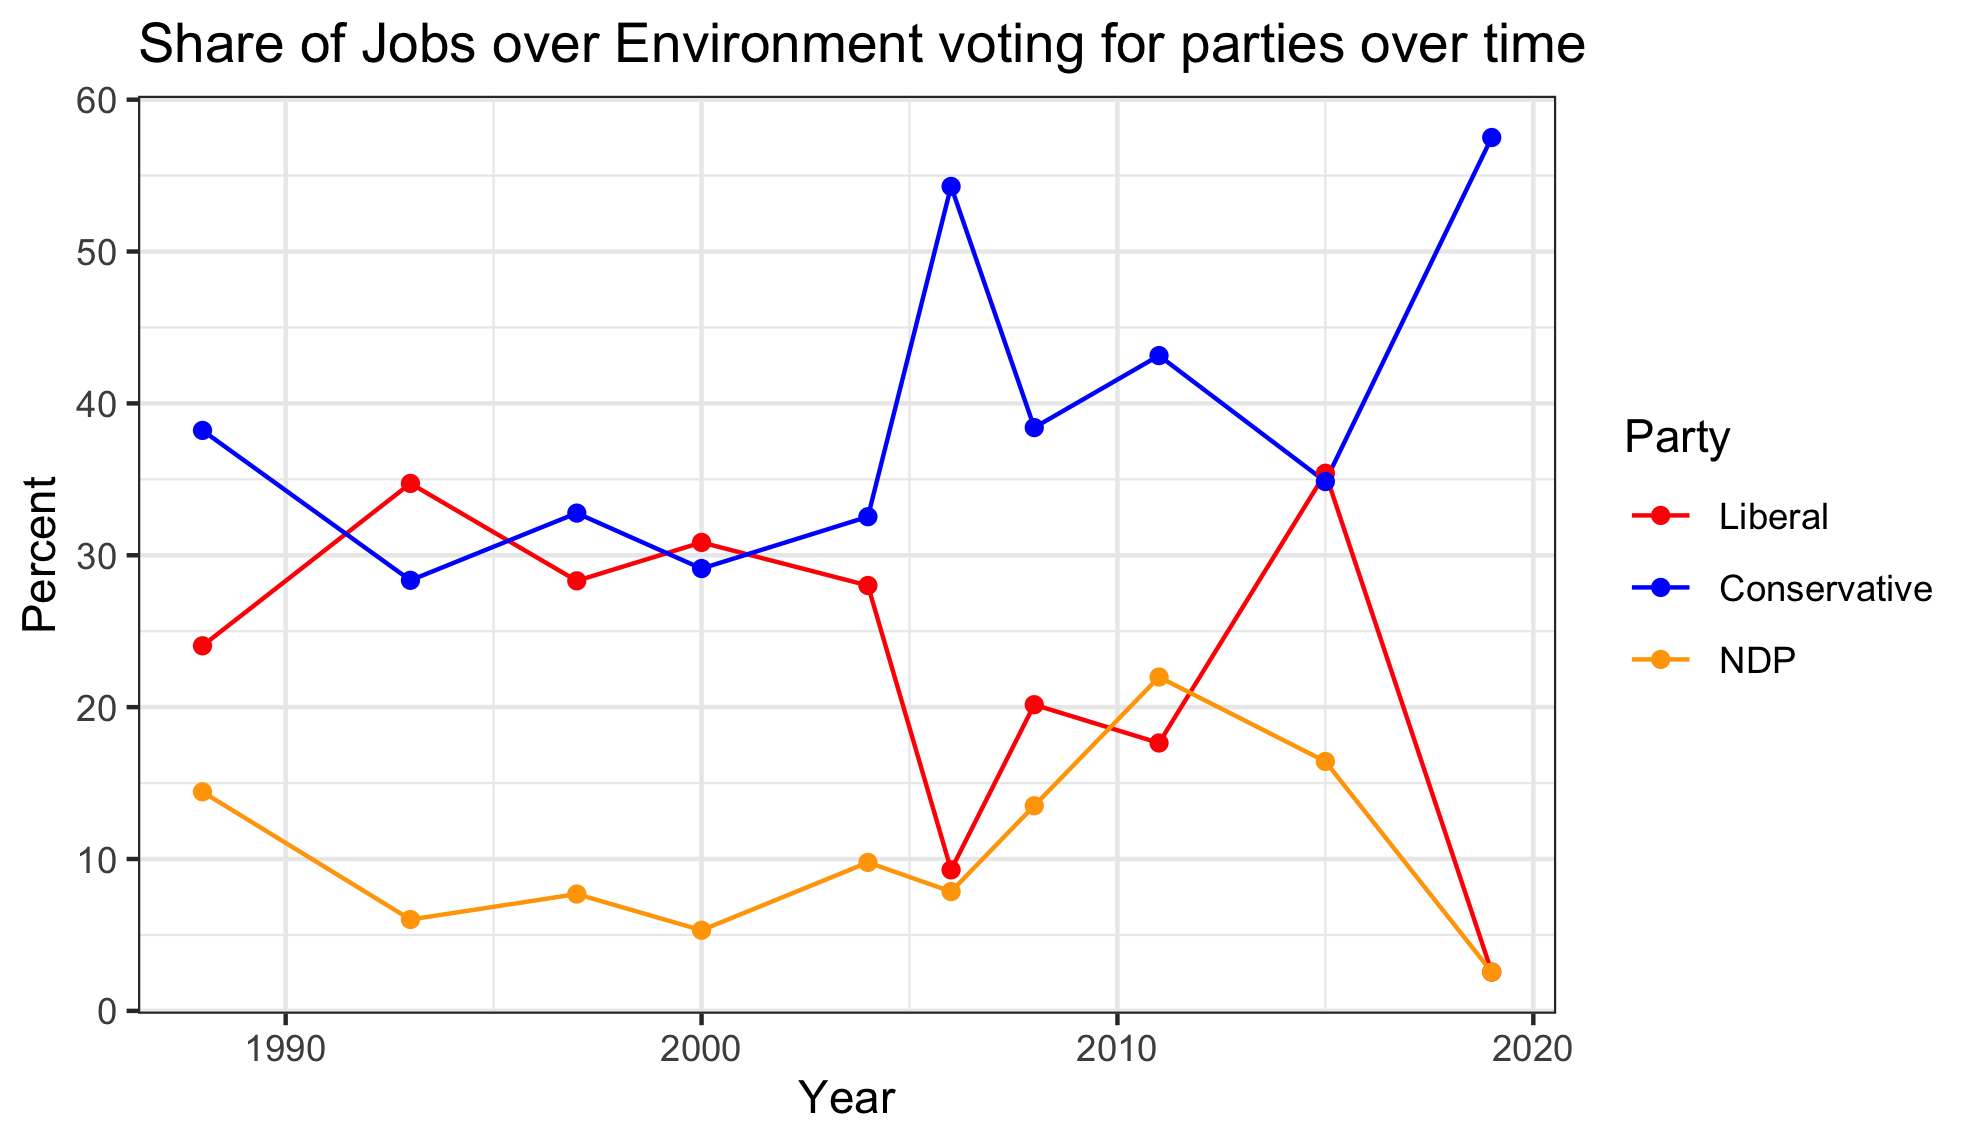 Share of Jobs over Environment voting for parties over time
60
50
40
30
20
10
0
Percent
1990 2000 2010 2020
Year
Party
Liberal
Conservative
NDP